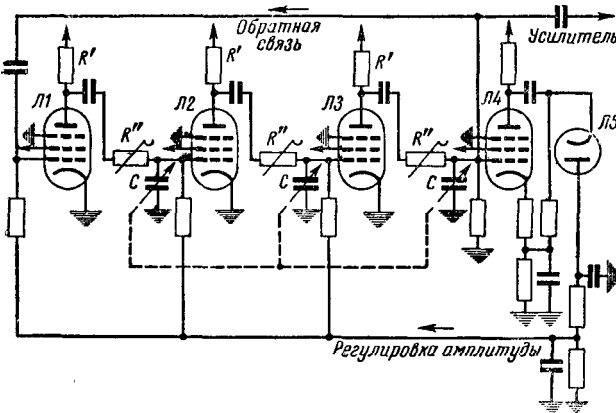 Обратная
связь
Усилитель
R'
R'
R'
Л1
Л2
Л3
Л4
Л5
R"
R"
R"
C
C
C
Регулировка амплитуды